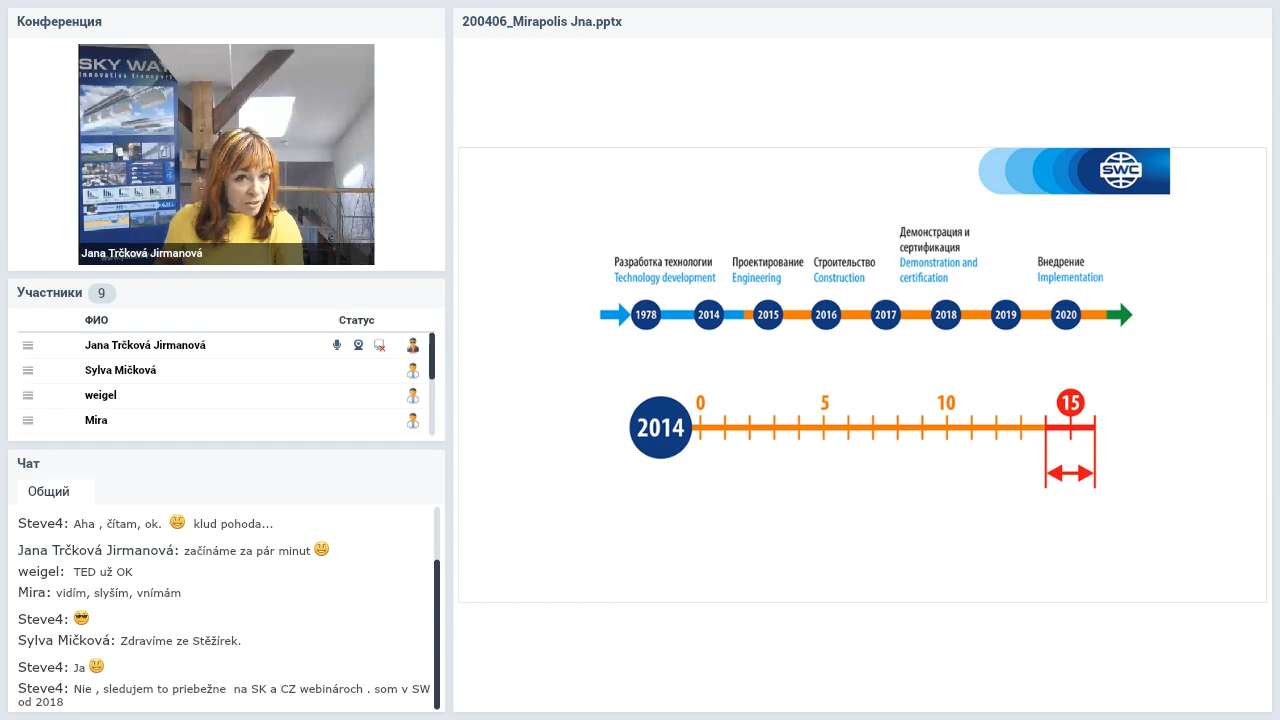 Конференция
SKY WAY
Innovative transport
Jana Trčková Jirmanová
Участники 9
ФИО Статус
Jana Trčková Jirmanová
Sylva Mičková
weigel
Mira
Чат
Общий
Steve4: Aha , čítam, ok. klud pohoda...
Jana Trčková Jirmanová: začínáme za pár minut
weigel: TED už OK
Mira: vidím, slyším, vnímám
Steve4:
Sylva Mičková: Zdravíme ze Stěžírek.
Steve4: Ja
Steve4: Nie , sledujem to priebežne na SK a CZ webinároch . som v SW
od 2018
200406_Mirapolis Jna.pptx
SWC
Разработка технологии
Technology development
Проектирование
Engineering
Строительство
Construction
Демонстрация и
сертификация
Demonstration and
certification
Внедрение
Implementation
1978 2014 2015 2016 2017 2018 2019 2020
0 5 10 15
2014